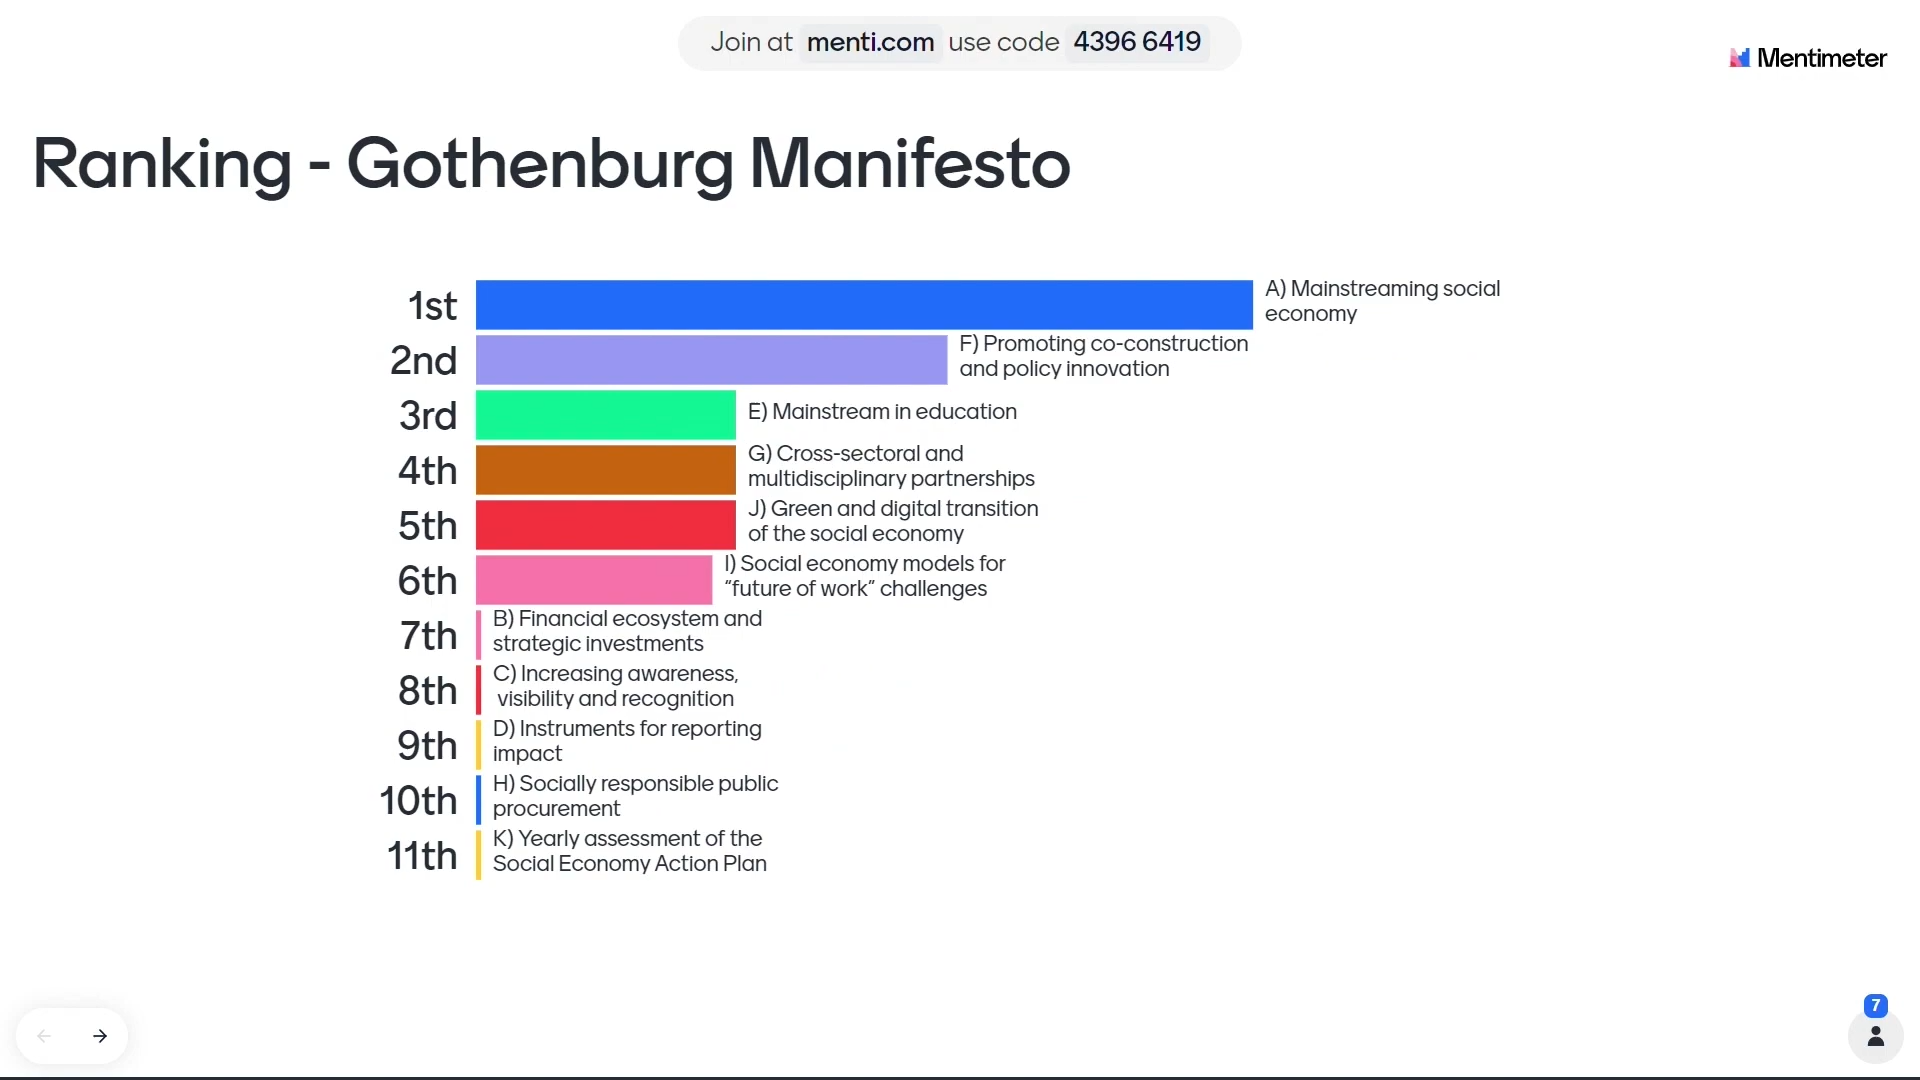 Join at menti.com use code 4396 6419
Mentimeter
Ranking - Gothenburg Manifesto
1st
A) Mainstreaming social
economy
2nd
F) Promoting co-construction
and policy innovation
3rd
E) Mainstream in education
4th
G) Cross-sectoral and
multidisciplinary partnerships
5th
J) Green and digital transition
of the social economy
6th
I) Social economy models for
“future of work” challenges
7th
B) Financial ecosystem and
strategic investments
8th
C) Increasing awareness,
visibility and recognition
9th
D) Instruments for reporting
impact
10th
H) Socially responsible public
procurement
11th
K) Yearly assessment of the
Social Economy Action Plan
7